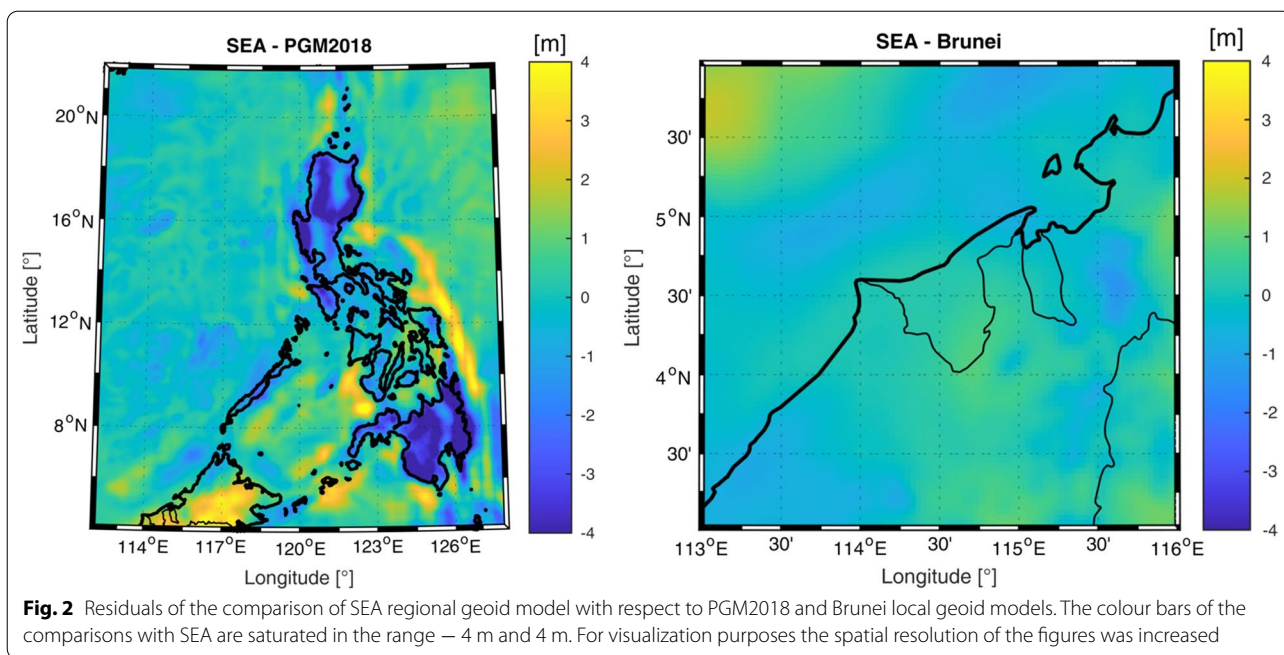 SEA - PGM2018
[m]
20°N
16°N
12°N
8°N
Latitude [°]
114°E 117°E 120°E 123°E 126°E
Longitude [°]
4
3
2
1
0
-1
-2
-3
-4
SEA - Brunei
[m]
30'
5°N
30'
4°N
30'
Latitude [°]
113°E 30' 114°E 30' 115°E 30' 116°E
Longitude [°]
4
3
2
1
0
-1
-2
-3
-4
Fig. 2 Residuals of the comparison of SEA regional geoid model with respect to PGM2018 and Brunei local geoid models. The colour bars of the
comparisons with SEA are saturated in the range − 4 m and 4 m. For visualization purposes the spatial resolution of the figures was increased